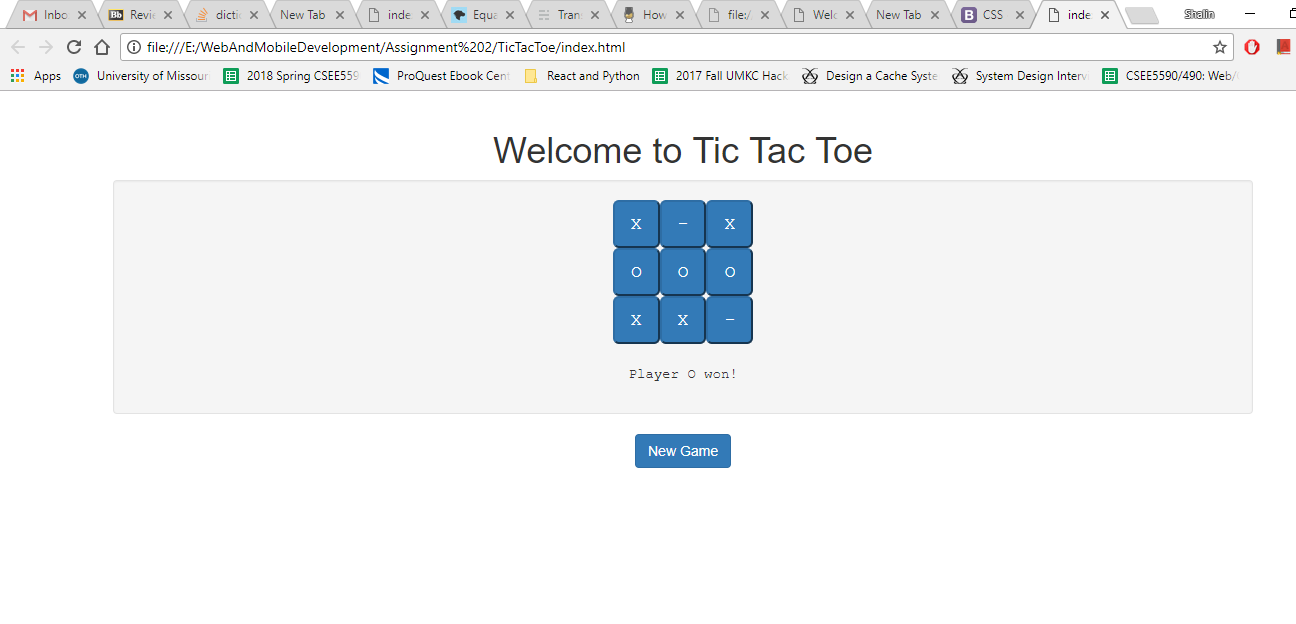 Inbo Revie dictio New Tab inde Equa Tran How file:/ Welc New Tab CSS inde Shalin
file:///E:/WebAndMobileDevelopment/Assignment%202/TicTacToe/index.html
Apps University of Missour 2018 Spring CSEE559 ProQuest Ebook Cent React and Python 2017 Fall UMKC Hack Design a Cache Syste System Design Interv CSEE5590/490: Web/
Welcome to Tic Tac Toe
X – X
O O O
X X –
Player O won!
New Game